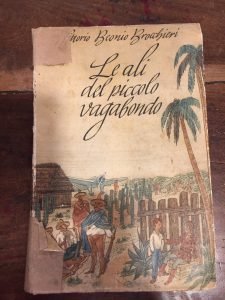 Beonio Brocchieri
Le ali
del piccolo
vagabondo